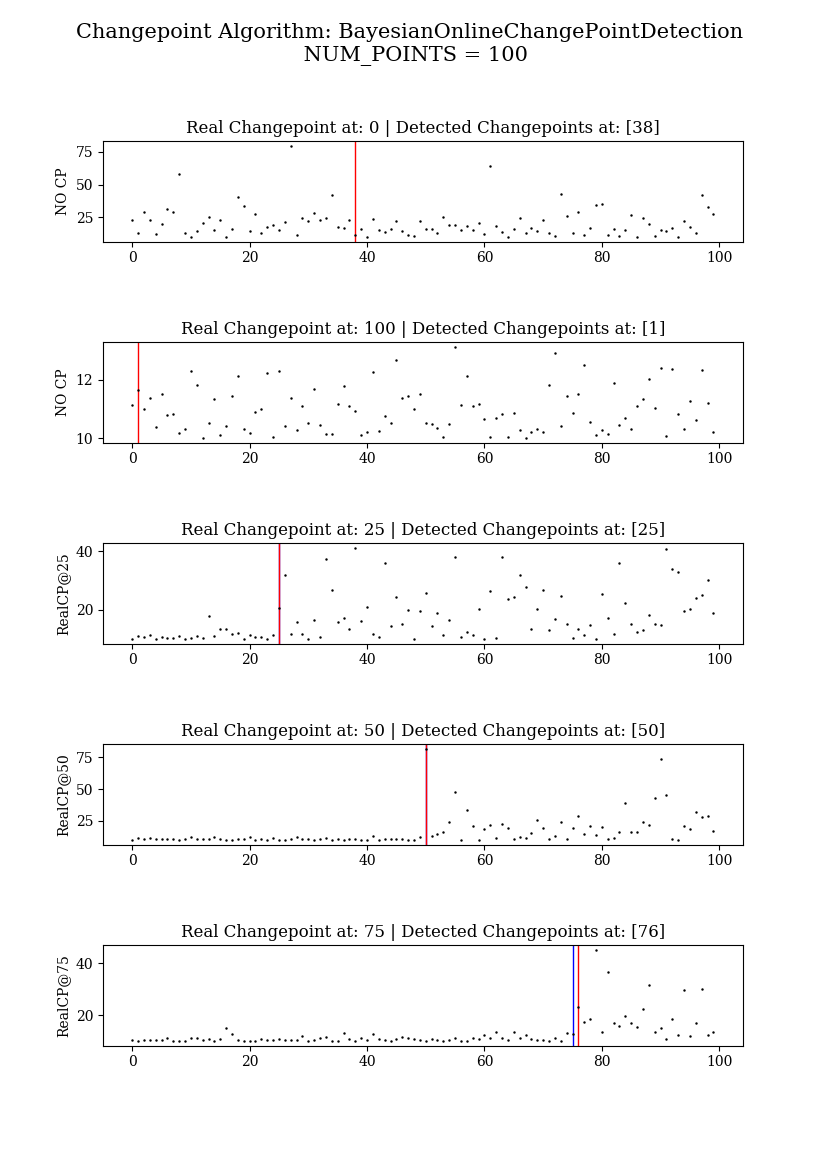 Changepoint Algorithm: BayesianOnlineChangePointDetection
NUM_POINTS = 100
Real Changepoint at: 0 | Detected Changepoints at: [38]
NO CP
75
50
25
0 20 40 60 80 100
Real Changepoint at: 100 | Detected Changepoints at: [1]
NO CP
12
10
0 20 40 60 80 100
Real Changepoint at: 25 | Detected Changepoints at: [25]
RealCP@25
40
20
0 20 40 60 80 100
Real Changepoint at: 50 | Detected Changepoints at: [50]
RealCP@50
75
50
25
0 20 40 60 80 100
Real Changepoint at: 75 | Detected Changepoints at: [76]
RealCP@75
40
20
0 20 40 60 80 100